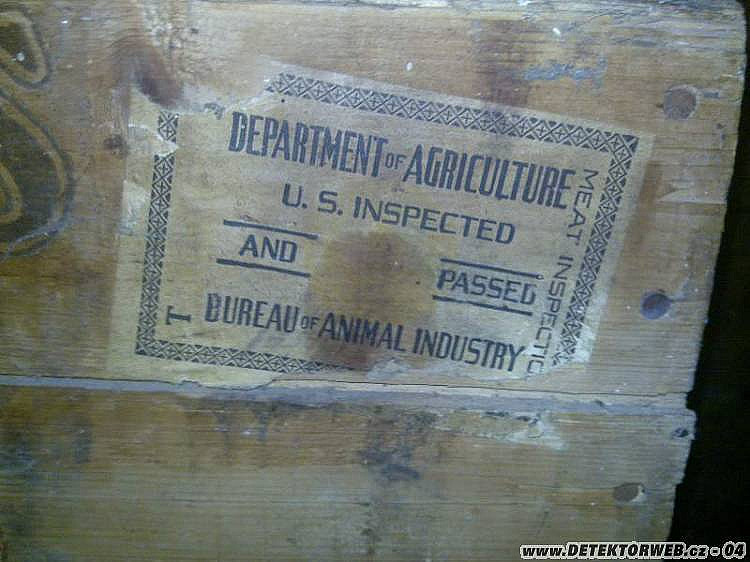 DEPARTMENT OF AGRICULTURE
U. S. INSPECTED
AND
PASSED
BUREAU OF ANIMAL INDUSTRY
MEAT INSPECTIO
T
www.DETEKTORWEB.cz - 04